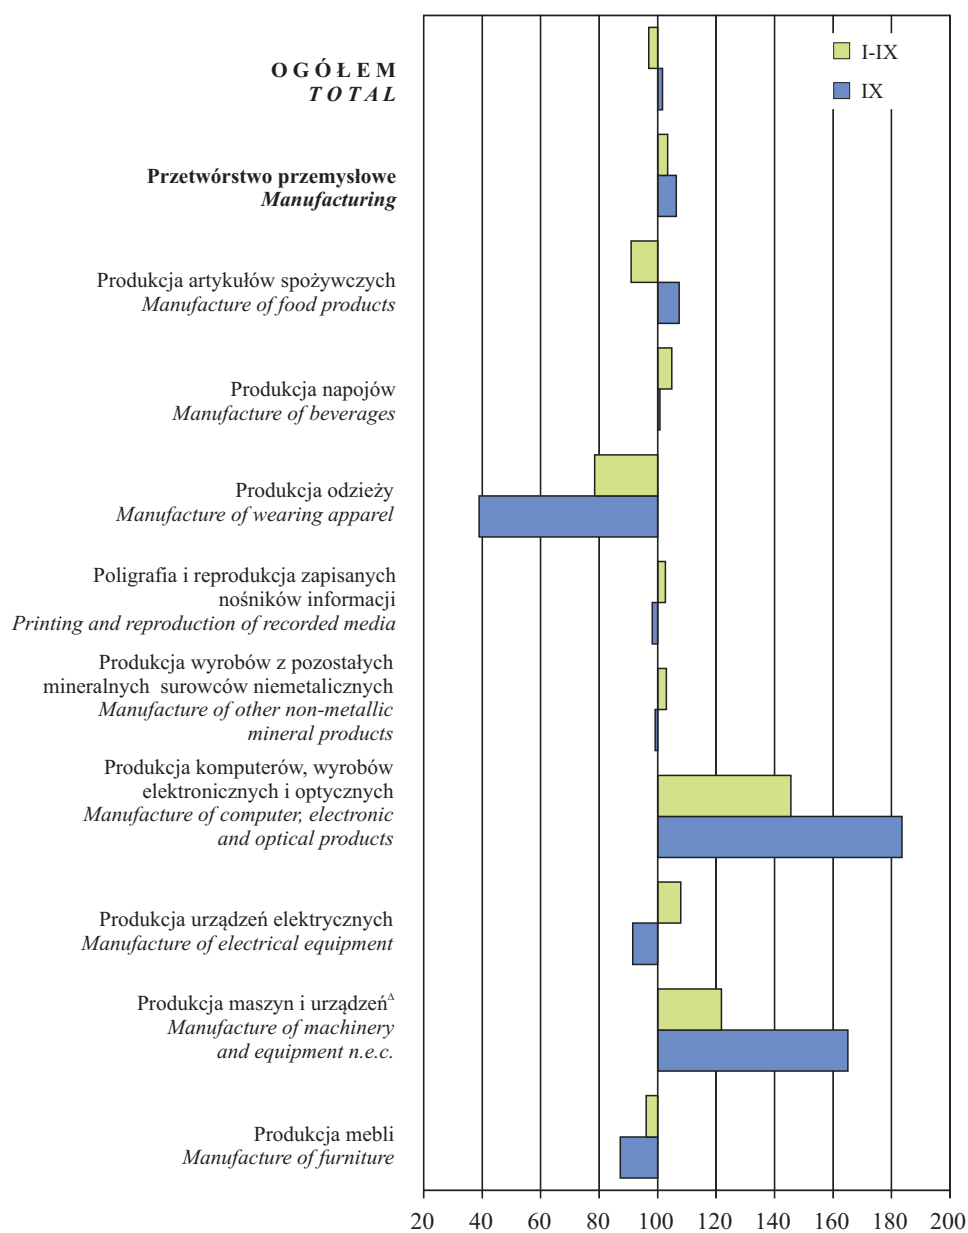 O G Ó Ł E M
T O T A L
I-IX
IX
Przetwórstwo przemysłowe
Manufacturing
Produkcja artykułów spożywczych
Manufacture of food products
Produkcja napojów
Manufacture of beverages
Produkcja odzieży
Manufacture of wearing apparel
Poligrafia i reprodukcja zapisanych
nośników informacji
Printing and reproduction of recorded media
Produkcja wyrobów z pozostałych
mineralnych surowców niemetalicznych
Manufacture of other non-metallic
mineral products
Produkcja komputerów, wyrobów
elektronicznych i optycznych
Manufacture of computer, electronic
and optical products
Produkcja urządzeń elektrycznych
Manufacture of electrical equipment
Produkcja maszyn i urządzeń^Δ
Manufacture of machinery
and equipment n.e.c.
Produkcja mebli
Manufacture of furniture
20 40 60 80 100 120 140 160 180 200